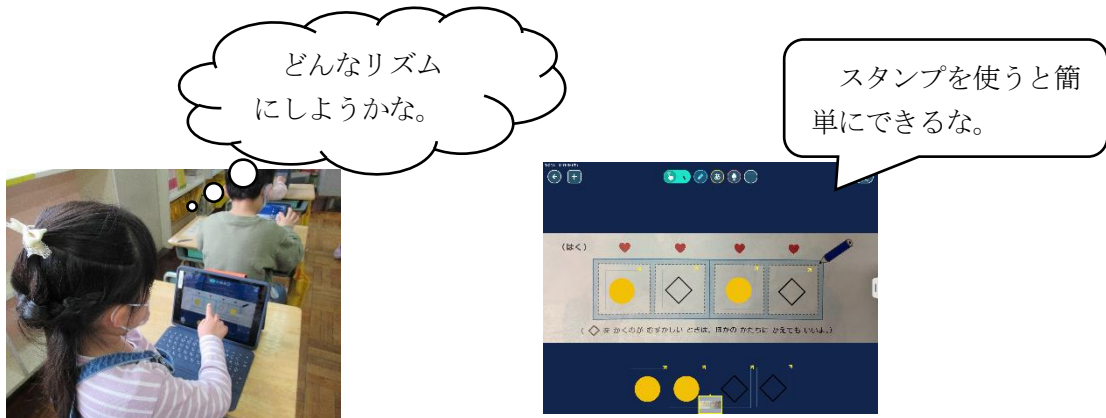 どんなリズム
にしようかな。
スタンプを使うと簡
単にできるな。
(はく)
(◇を かくのが むずかしい ときは、ほかの かたちに かえても いいよ。)